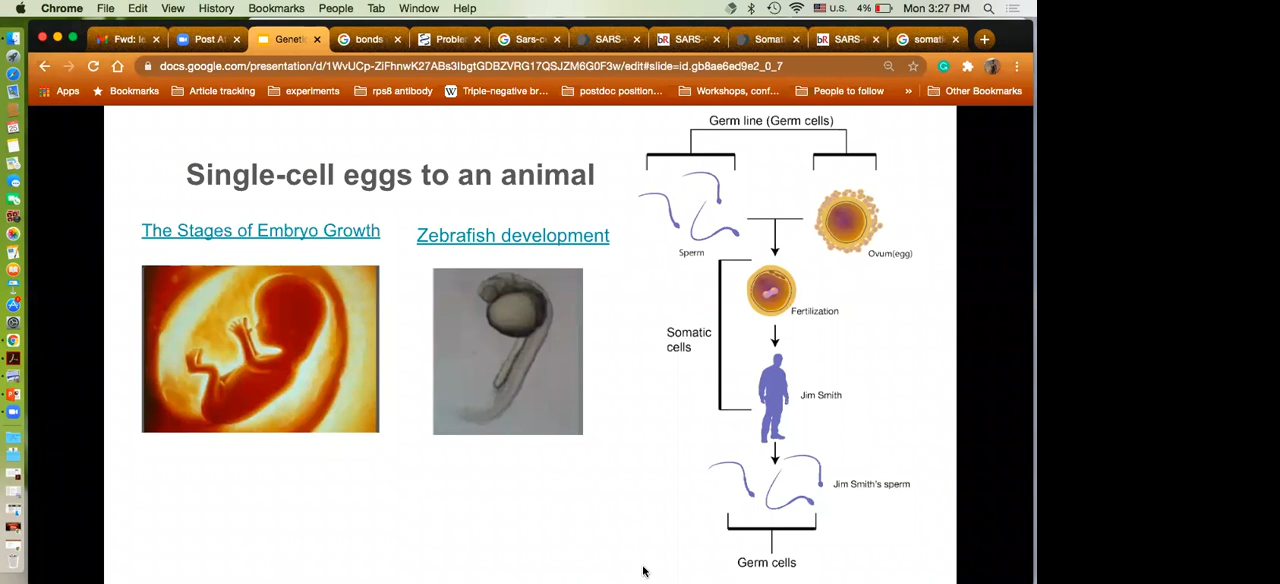 Chrome File Edit View History Bookmarks People Tab Window Help U.S. 4% Mon 3:27 PM
Fwd: le Post A Geneti bonds Probler Sars-c SARS- SARS- Somat SARS- somati
docs.google.com/presentation/d/1WvUCp-ZiFhnwK27ABs3IbgtGDBZVRG17QSJZM6G0F3w/edit#slide=id.gb8ae6ed9e2_0_7
Apps Bookmarks Article tracking experiments rps8 antibody Triple-negative br... postdoc position... Workshops, conf... People to follow » Other Bookmarks
Germ line (Germ cells)
Single-cell eggs to an animal
The Stages of Embryo Growth
Zebrafish development
Sperm
Ovum(egg)
Fertilization
Somatic
cells
Jim Smith
Jim Smith's sperm
Germ cells